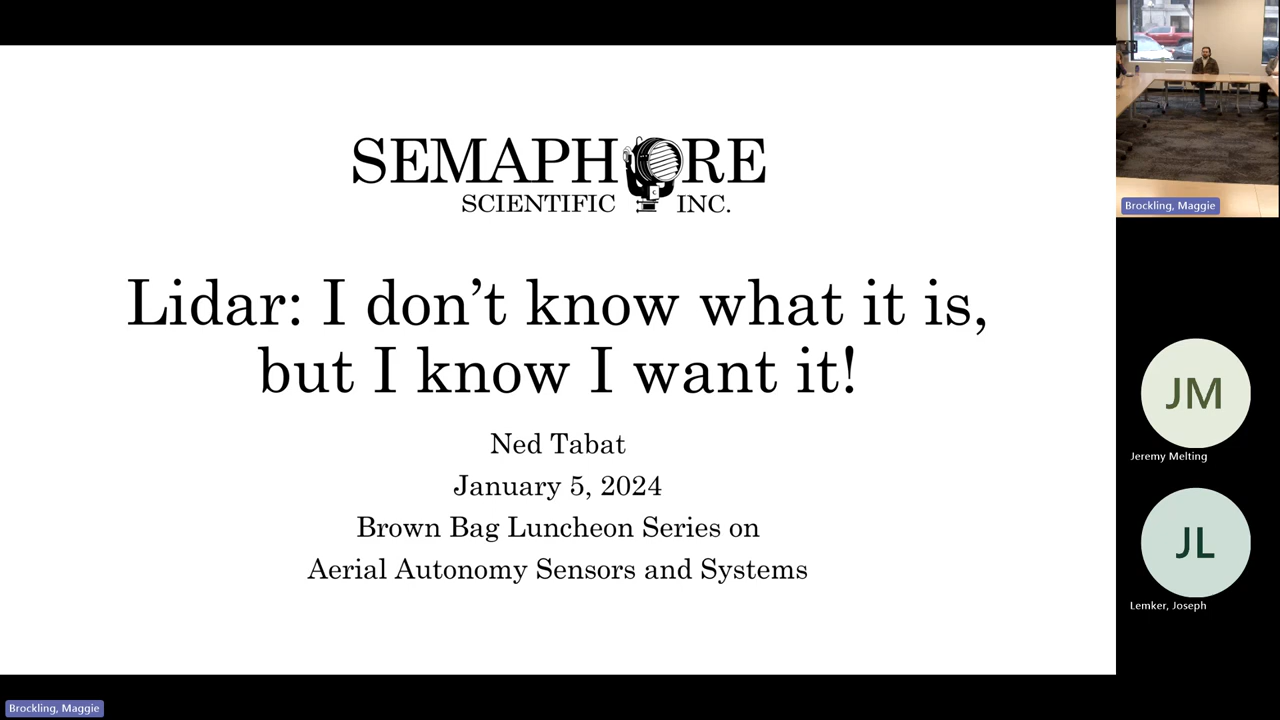 SEMAPHORE
SCIENTIFIC INC.
Lidar: I don’t know what it is,
but I know I want it!
Ned Tabat
January 5, 2024
Brown Bag Luncheon Series on
Aerial Autonomy Sensors and Systems
Brockling, Maggie
JM
Jeremy Melting
JL
Lemker, Joseph
Brockling, Maggie